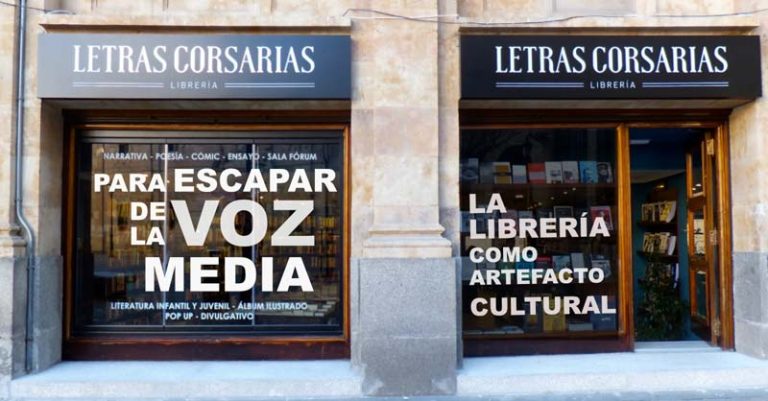 LETRAS CORSARIAS
LIBRERÍA
NARRATIVA - POESÍA - CÓMIC - ENSAYO - SALA FÓRUM
PARA ESCAPAR
DE
LA VOZ
MEDIA
LITERATURA INFANTIL Y JUVENIL - ÁLBUM ILUSTRADO
POP UP - DIVULGATIVO
LETRAS CORSARIAS
LIBRERÍA
LA
LIBRERÍA
COMO
ARTEFACTO
CULTURAL